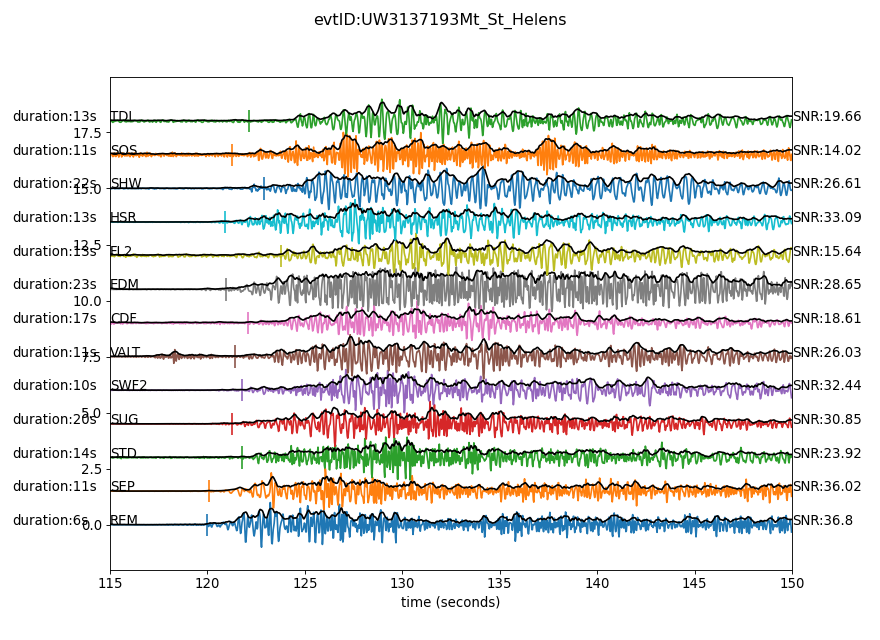 evtID:UW3137193Mt_St_Helens
duration:13s TDL SNR:19.66
17.5
duration:11s SOS SNR:14.02
duration:22s SHW SNR:26.61
15.0
duration:13s HSR SNR:33.09
12.5
duration:13s FL2 SNR:15.64
duration:23s EDM SNR:28.65
10.0
duration:17s CDF SNR:18.61
duration:11s VALT SNR:26.03
7.5
duration:10s SWF2 SNR:32.44
5.0
duration:20s SUG SNR:30.85
duration:14s STD SNR:23.92
2.5
duration:11s SEP SNR:36.02
duration:6s REM SNR:36.8
0.0
115 120 125 130 135 140 145 150
time (seconds)